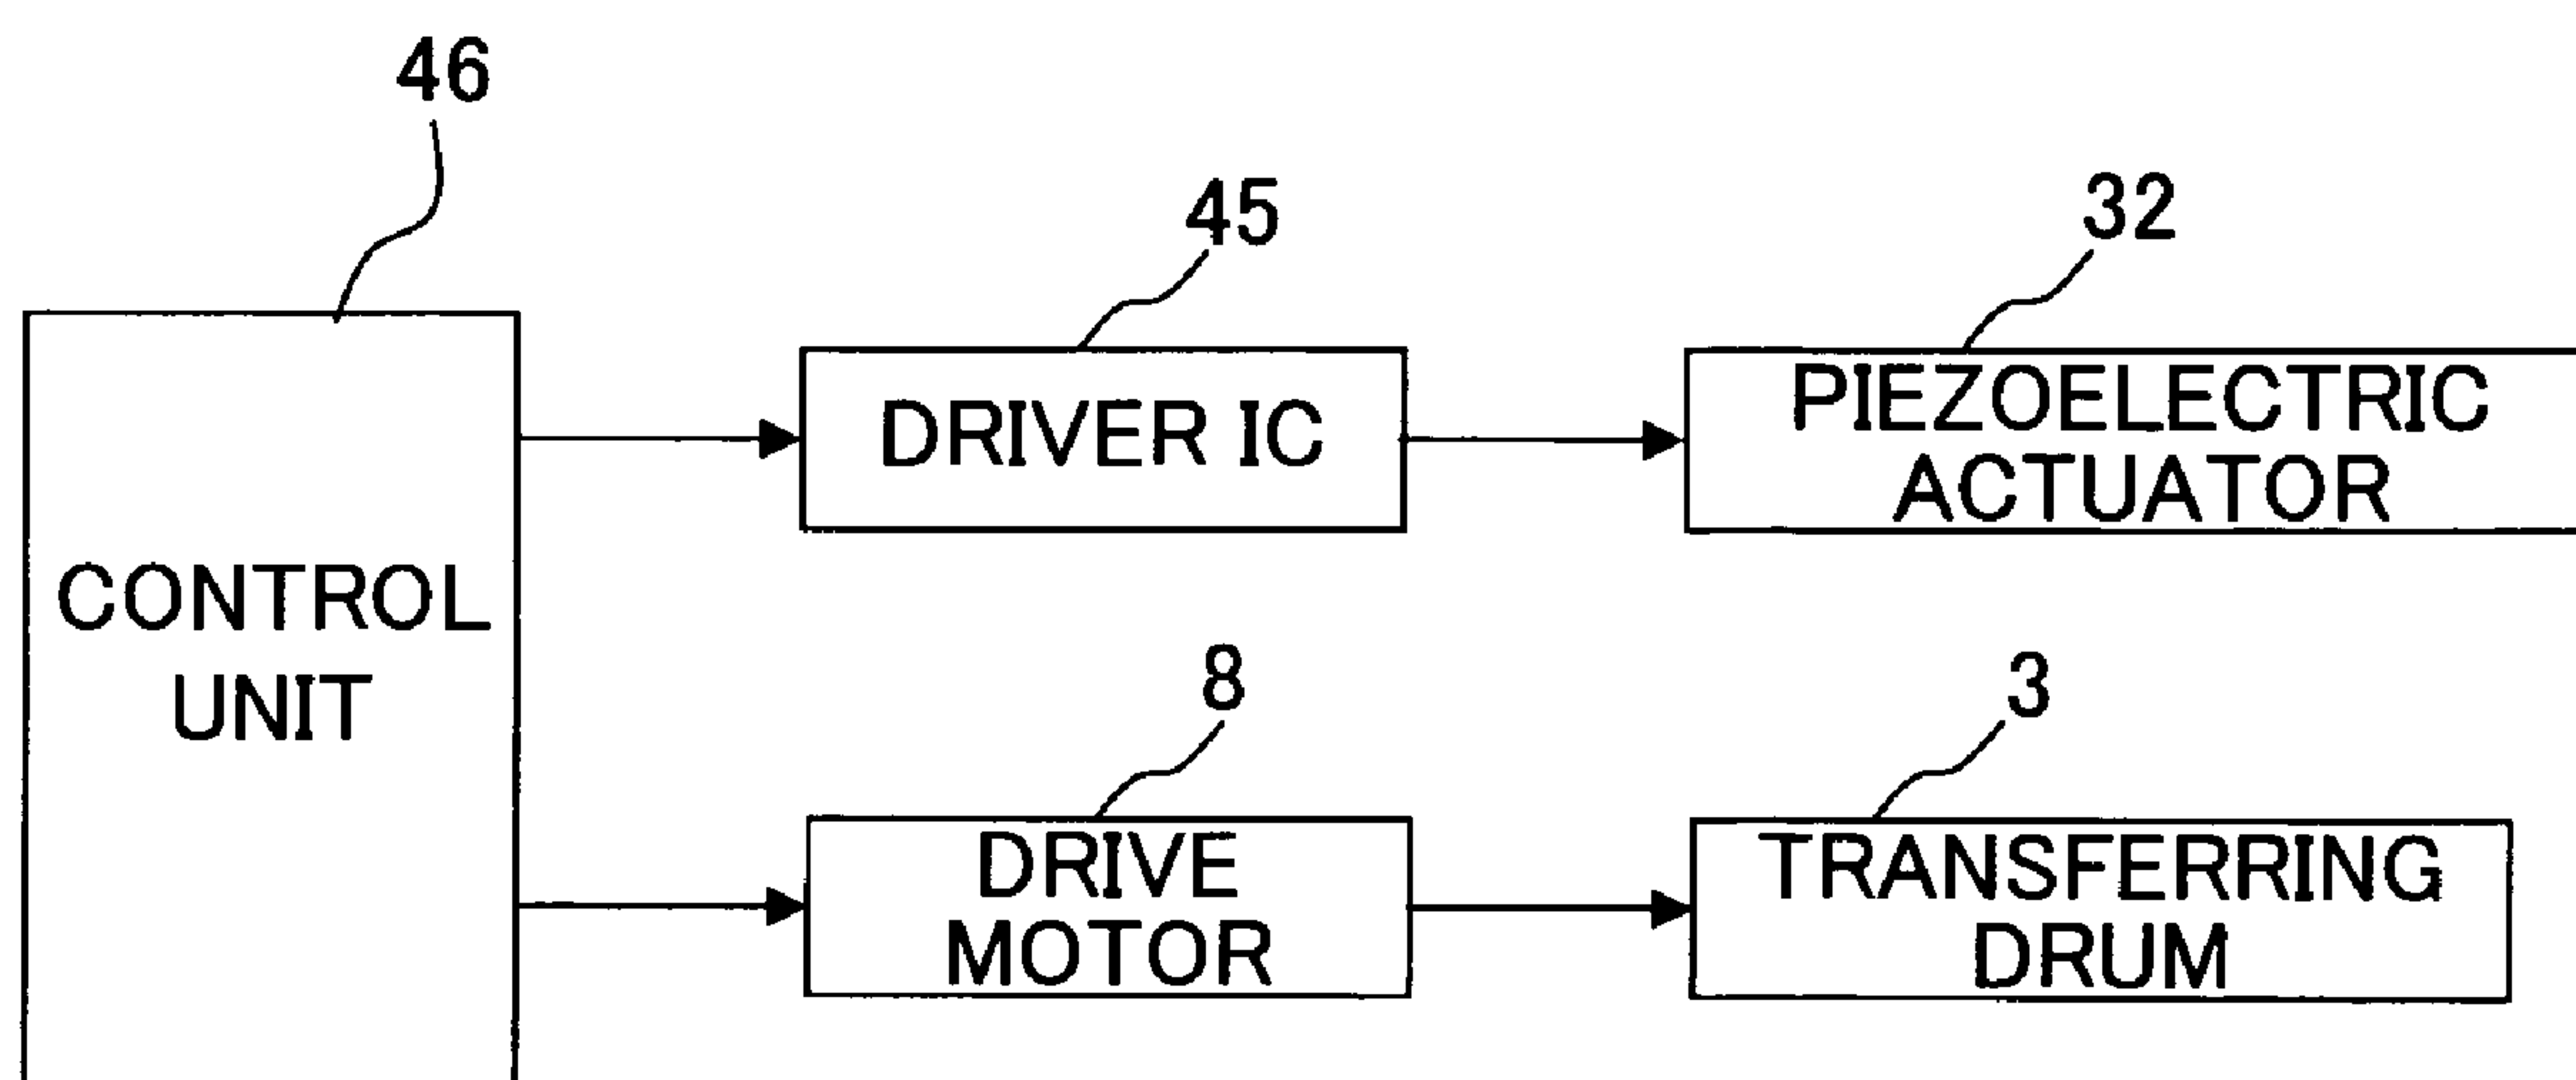 46
45
32
DRIVER IC
PIEZOELECTRIC
ACTUATOR
CONTROL
UNIT
8
3
DRIVE
MOTOR
TRANSFERRING
DRUM